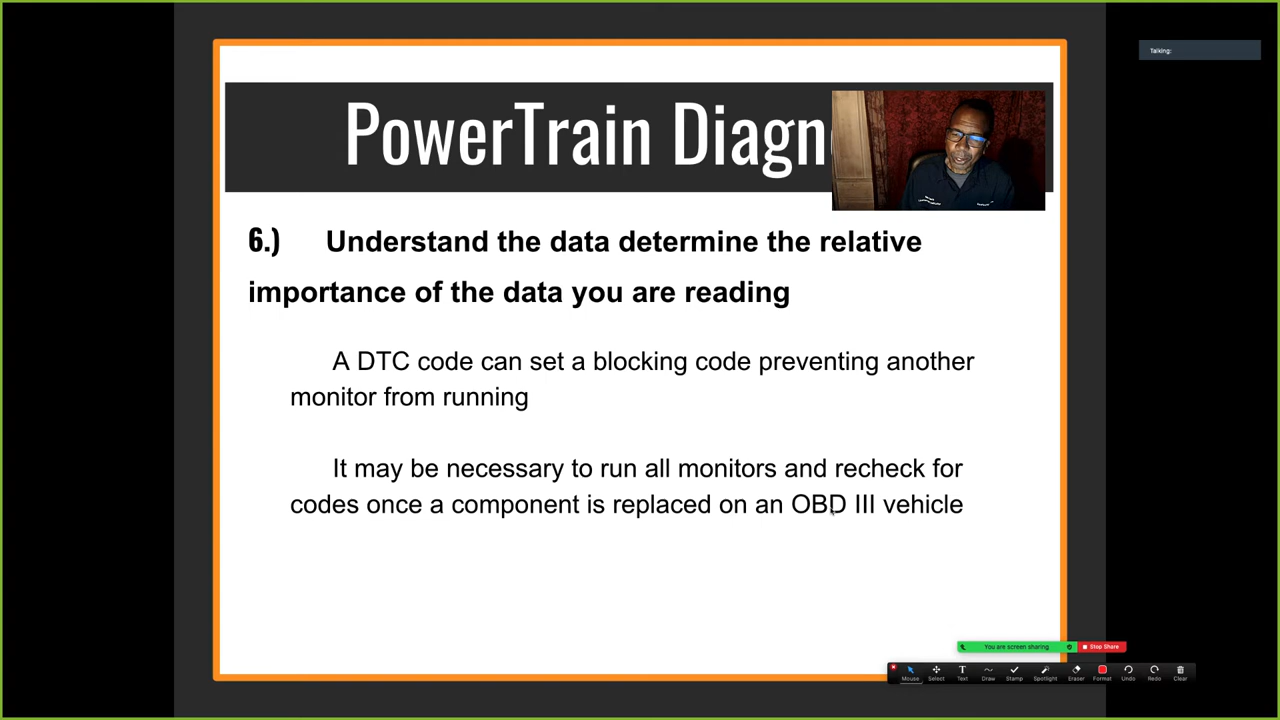 Talking:
PowerTrain Diagn
6.) Understand the data determine the relative
importance of the data you are reading
A DTC code can set a blocking code preventing another
monitor from running
It may be necessary to run all monitors and recheck for
codes once a component is replaced on an OBD III vehicle
You are screen sharing Stop Share
Mouse Select Text Draw Stamp Spotlight Eraser Format Undo Redo Clear